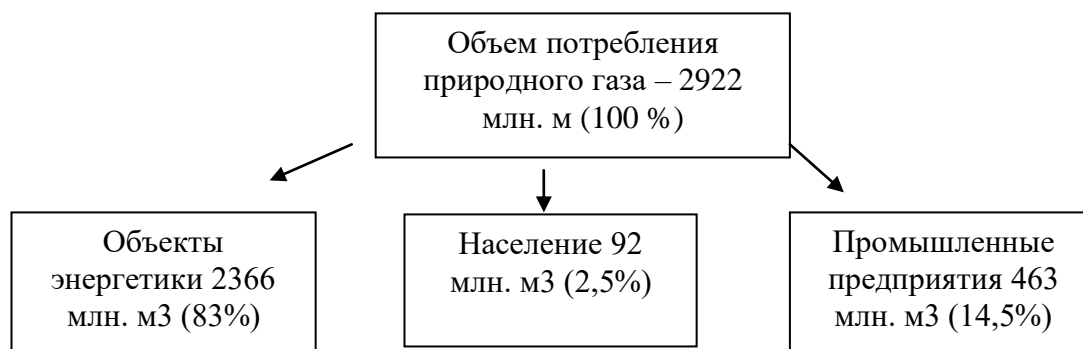 Объем потребления
природного газа – 2922
млн. м (100 %)
Объекты
энергетики 2366
млн. м3 (83%)
Население 92
млн. м3 (2,5%)
Промышленные
предприятия 463
млн. м3 (14,5%)